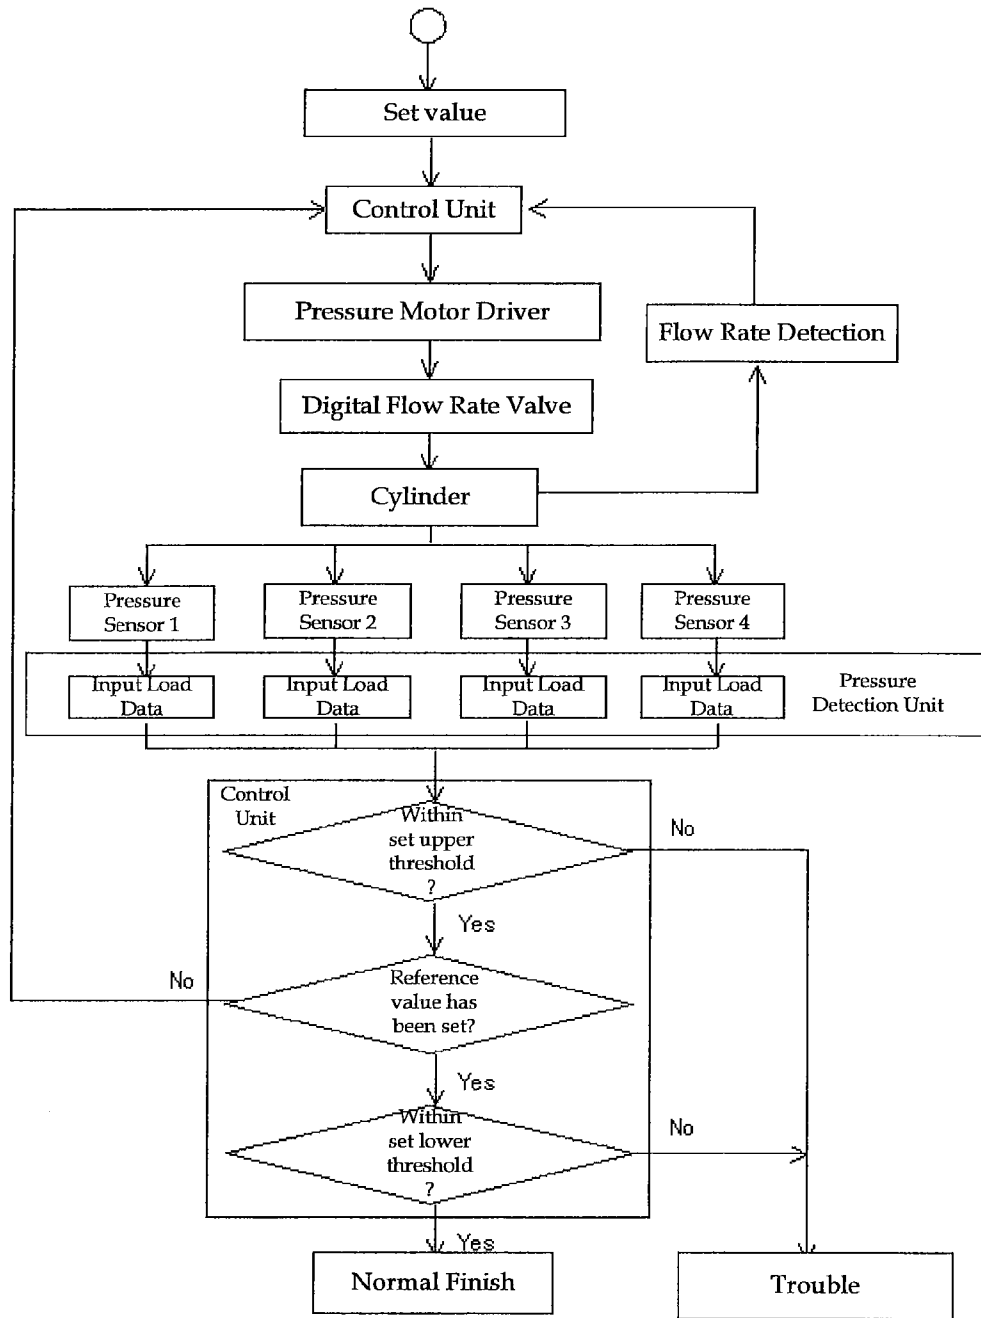 Set value
Control Unit
Pressure Motor Driver
Flow Rate Detection
Digital Flow Rate Valve
Cylinder
Pressure
Sensor 1
Pressure
Sensor 2
Pressure
Sensor 3
Pressure
Sensor 4
Input Load
Data
Input Load
Data
Input Load
Data
Input Load
Data
Pressure
Detection Unit
Control
Unit
Within
set upper
threshold
?
No
Yes
Reference
value has
been set?
No
Yes
Within
set lower
threshold
?
No
Yes
Normal Finish
Trouble